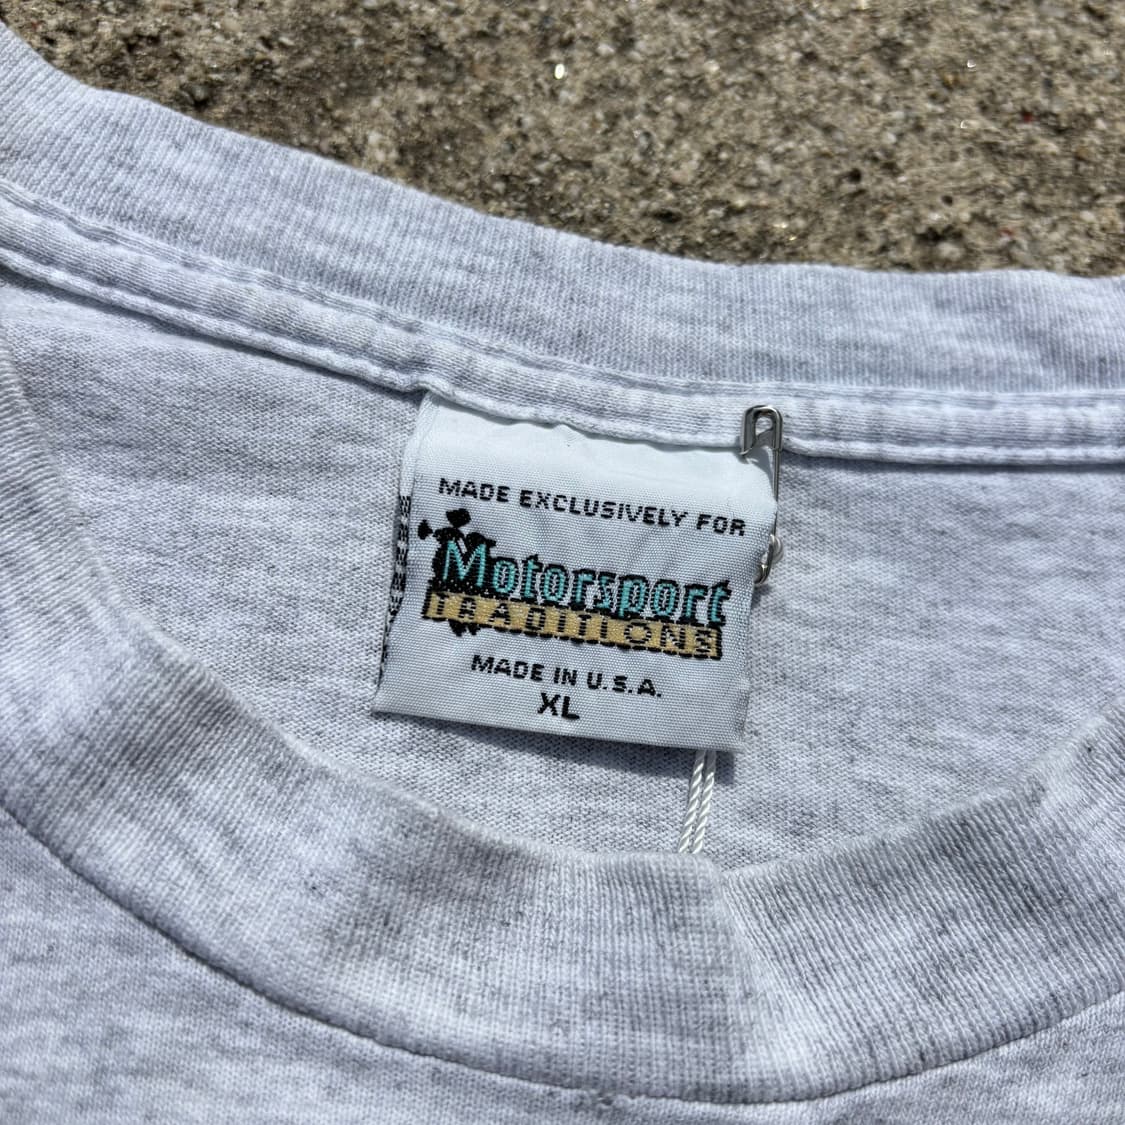 MADE EXCLUSIVELY FOR
Motorsport
TRADITIONS
MADE IN U.S.A.
XL